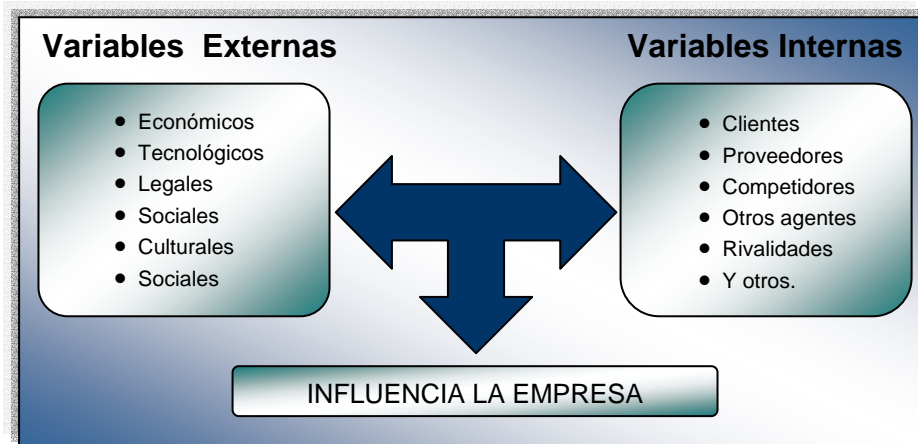 Variables Externas
• Económicos
• Tecnológicos
• Legales
• Sociales
• Culturales
• Sociales
Variables Internas
• Clientes
• Proveedores
• Competidores
• Otros agentes
• Rivalidades
• Y otros.
INFLUENCIA LA EMPRESA